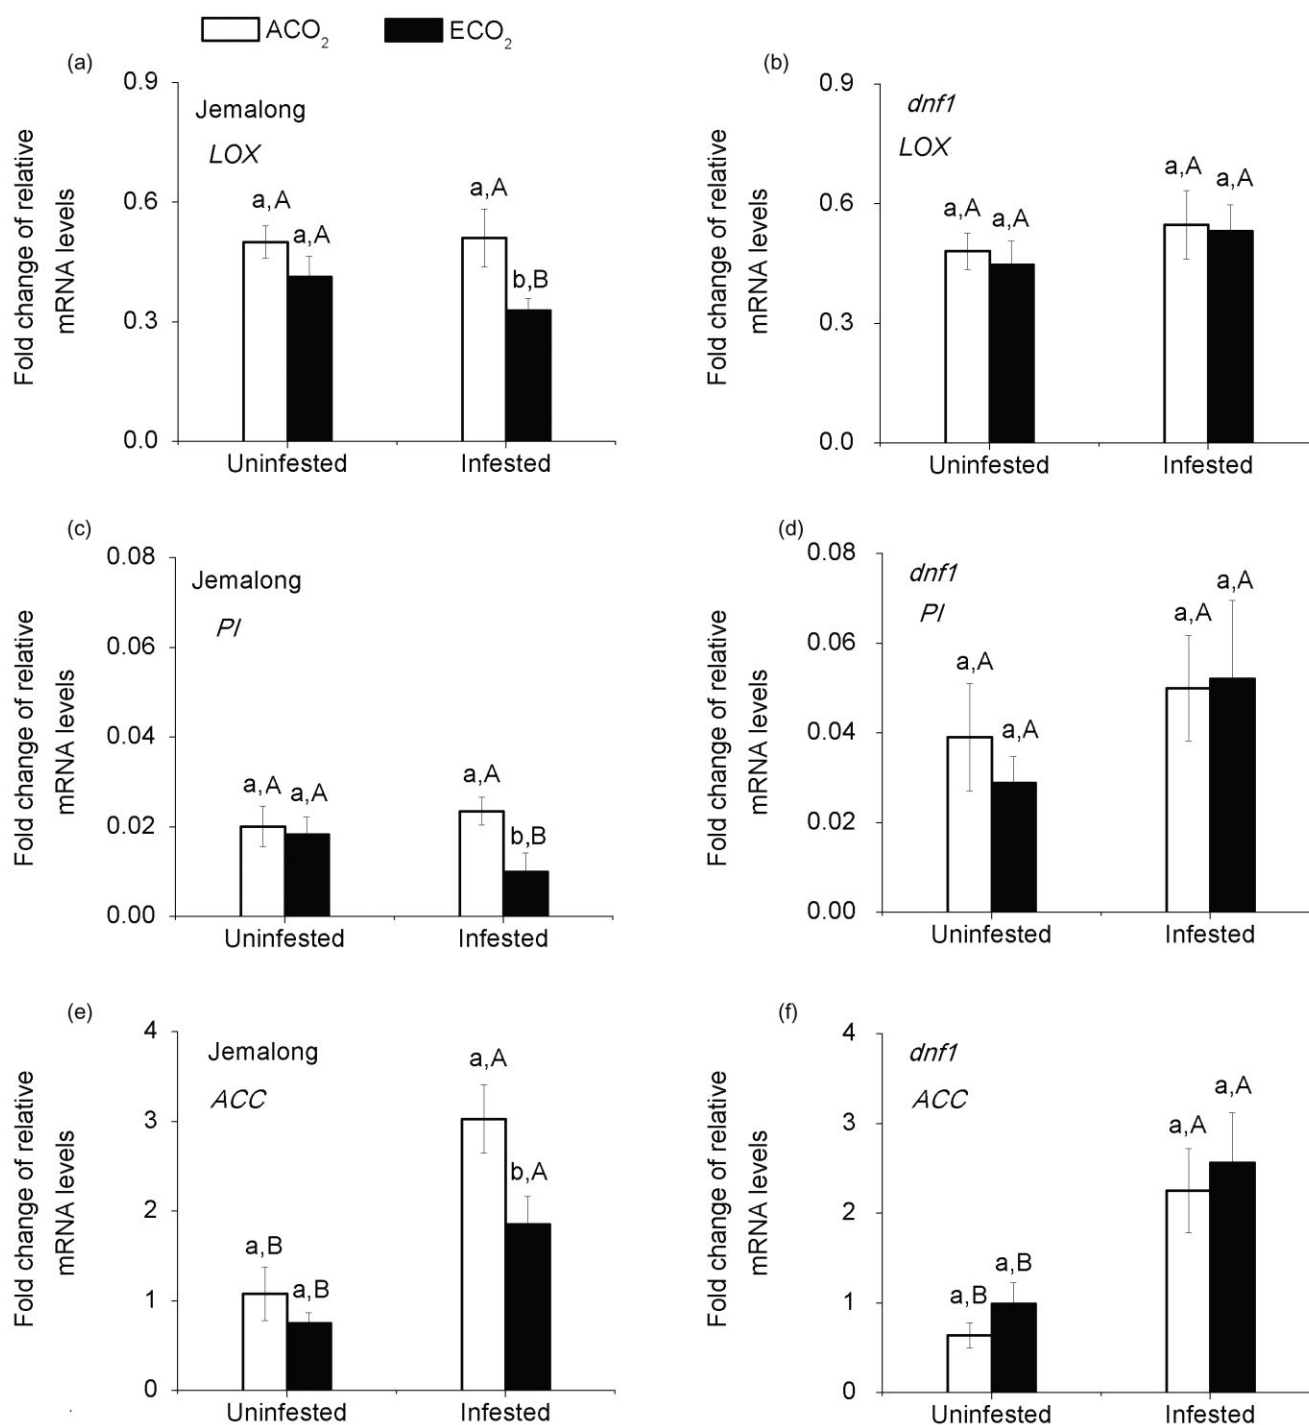 ACO₂ ECO₂
(a)
Fold change of relative
mRNA levels
0.9
0.6
0.3
0.0
Jemalong
LOX
a,A
a,A
a,A
b,B
Uninfested Infested
(b)
Fold change of relative
mRNA levels
0.9
0.6
0.3
0.0
dnf1
LOX
a,A
a,A
a,A
a,A
Uninfested Infested
(c)
Fold change of relative
mRNA levels
0.08
0.06
0.04
0.02
0.00
Jemalong
PI
a,A
a,A
a,A
b,B
Uninfested Infested
(d)
Fold change of relative
mRNA levels
0.08
0.06
0.04
0.02
0.00
dnf1
PI
a,A
a,A
a,A
a,A
Uninfested Infested
(e)
Fold change of relative
mRNA levels
4
3
2
1
0
Jemalong
ACC
a,B
a,B
a,A
b,A
Uninfested Infested
(f)
Fold change of relative
mRNA levels
4
3
2
1
0
dnf1
ACC
a,B
a,B
a,A
a,A
Uninfested Infested